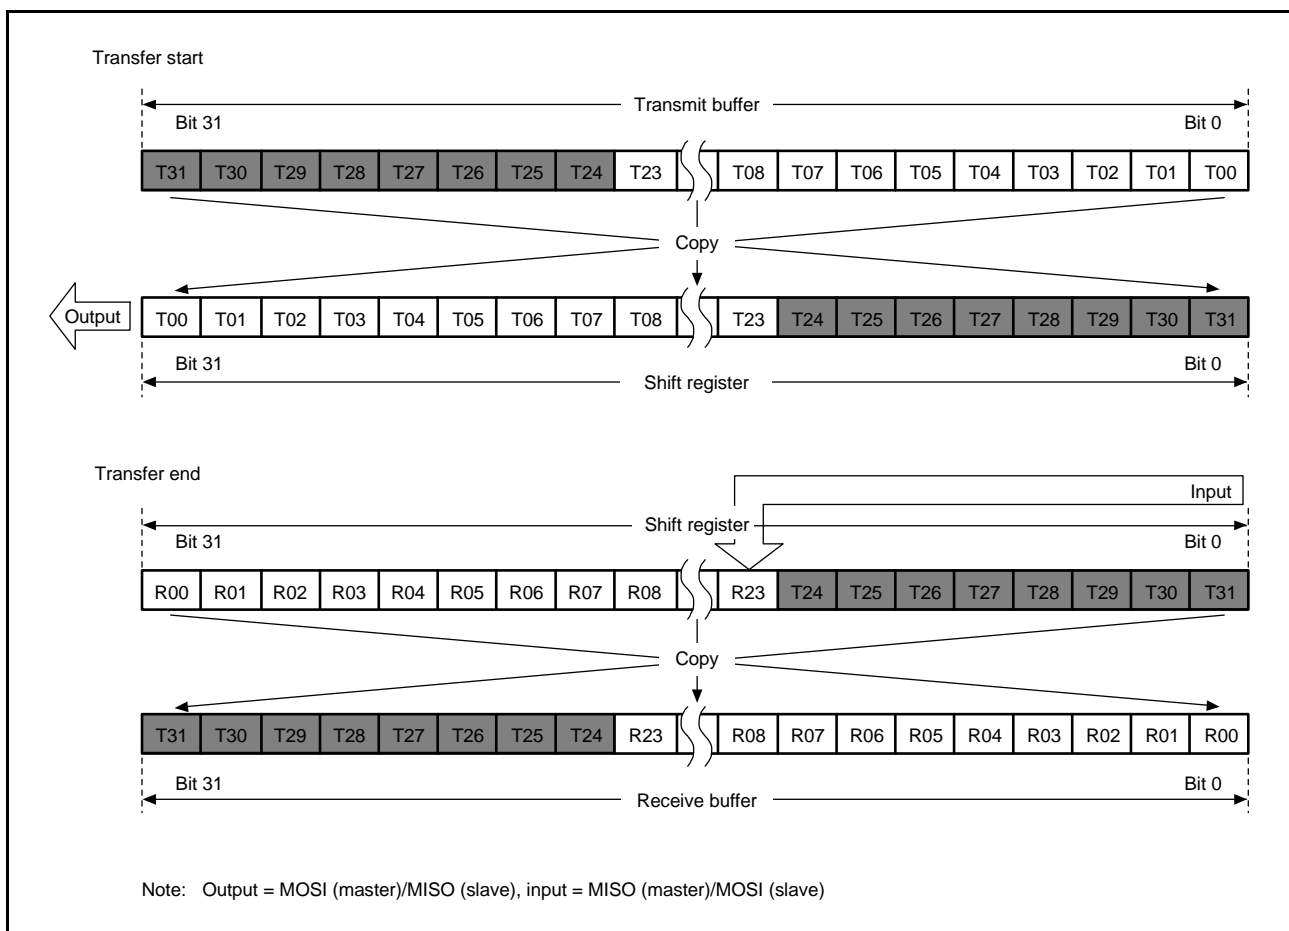 Transfer start
Transmit buffer
Bit 31 Bit 0
T31 T30 T29 T28 T27 T26 T25 T24 T23 T08 T07 T06 T05 T04 T03 T02 T01 T00
Copy
Output T00 T01 T02 T03 T04 T05 T06 T07 T08 T23 T24 T25 T26 T27 T28 T29 T30 T31
Bit 31 Bit 0
Shift register
Transfer end
Input
Shift register
Bit 31 Bit 0
R00 R01 R02 R03 R04 R05 R06 R07 R08 R23 T24 T25 T26 T27 T28 T29 T30 T31
Copy
T31 T30 T29 T28 T27 T26 T25 T24 R23 R08 R07 R06 R05 R04 R03 R02 R01 R00
Bit 31 Bit 0
Receive buffer
Note: Output = MOSI (master)/MISO (slave), input = MISO (master)/MOSI (slave)